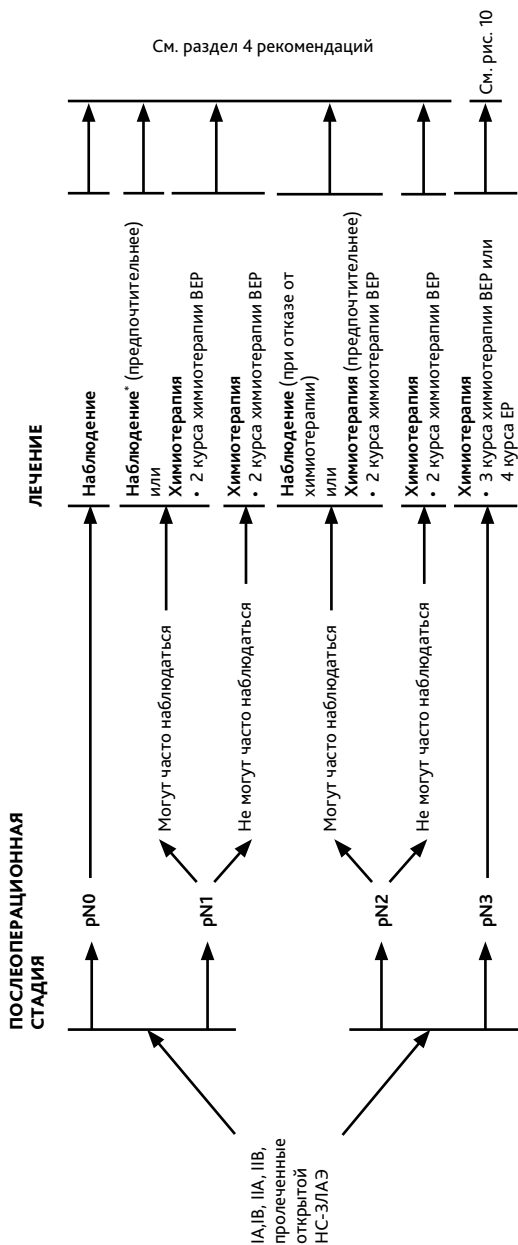 ПОСЛЕОПЕРАЦИОННАЯ
СТАДИЯ
ЛЕЧЕНИЕ
IA,IB, IIA, IIB,
пролеченные
открытой
НС-ЗЛАЭ
pN0
pN1
Могут часто наблюдаться
Не могут часто наблюдаться
pN2
Могут часто наблюдаться
Не могут часто наблюдаться
pN3
Наблюдение
Наблюдение* (предпочтительнее)
или
Химиотерапия
• 2 курса химиотерапии BEP
Химиотерапия
• 2 курса химиотерапии BEP
Наблюдение (при отказе от
химиотерапии)
или
Химиотерапия (предпочтительнее)
• 2 курса химиотерапии BEP
Химиотерапия
• 2 курса химиотерапии BEP
Химиотерапия
• 3 курса химиотерапии BEP или
4 курса EP
См. раздел 4 рекомендаций
См. рис. 10